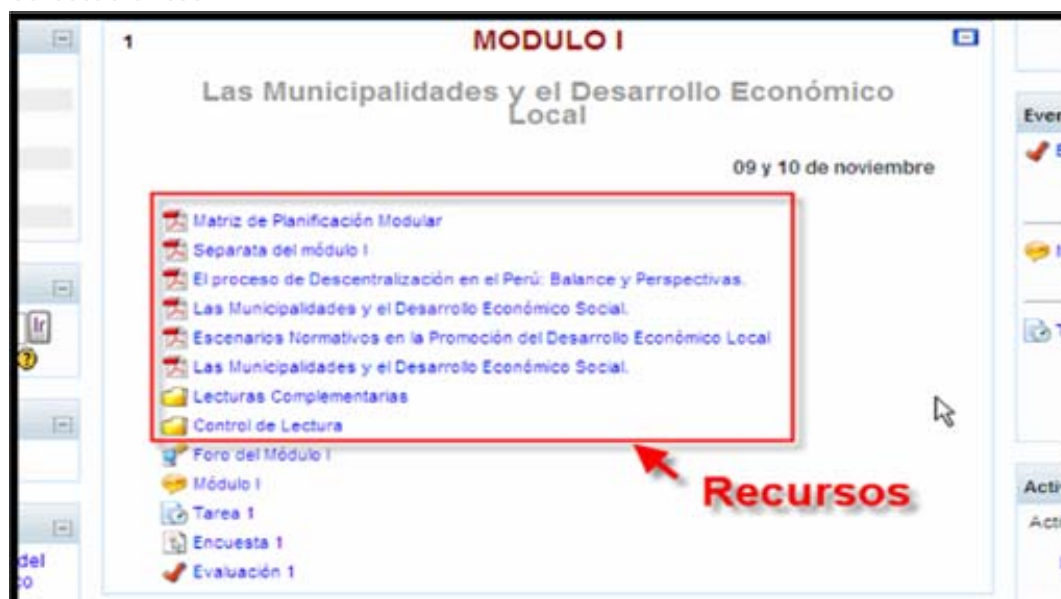 1
MODULO I
Las Municipalidades y el Desarrollo Económico
Local
09 y 10 de noviembre
Matriz de Planificación Modular
Separata del módulo I
El proceso de Descentralización en el Perú: Balance y Perspectivas.
Las Municipalidades y el Desarrollo Económico Social.
Escenarios Normativos en la Promoción del Desarrollo Económico Local
Las Municipalidades y el Desarrollo Económico Social.
Lecturas Complementarias
Control de Lectura
Foro del Módulo I
Módulo I
Tarea 1
Encuesta 1
Evaluación 1
Recursos
Ir
del